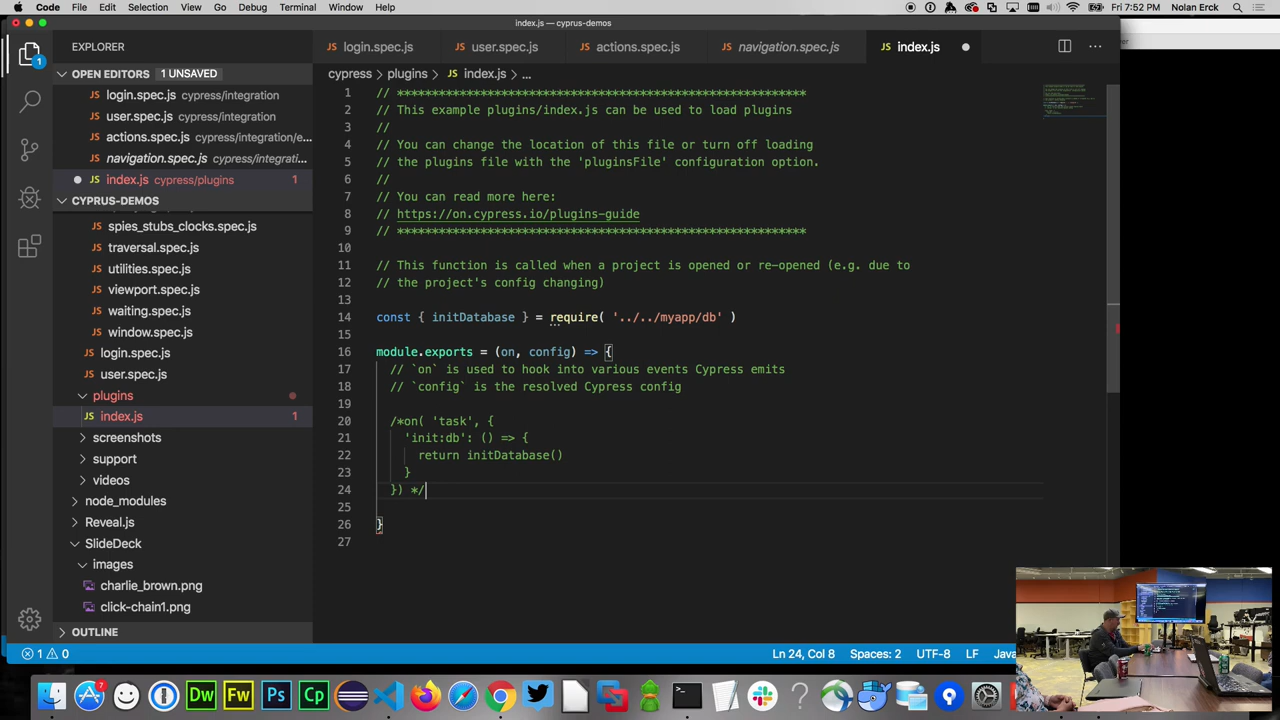 Code File Edit Selection View Go Debug Terminal Window Help Fri 7:52 PM Nolan Erck
index.js — cyprus-demos
EXPLORER
login.spec.js user.spec.js actions.spec.js navigation.spec.js index.js
OPEN EDITORS 1 UNSAVED
login.spec.js cypress/integration
user.spec.js cypress/integration
actions.spec.js cypress/integration/e...
navigation.spec.js cypress/integrati...
index.js cypress/plugins 1
CYPRUS-DEMOS
spies_stubs_clocks.spec.js
traversal.spec.js
utilities.spec.js
viewport.spec.js
waiting.spec.js
window.spec.js
login.spec.js
user.spec.js
plugins
index.js 1
screenshots
support
videos
node_modules
Reveal.js
SlideDeck
images
charlie_brown.png
click-chain1.png
OUTLINE
cypress > plugins > index.js > ...
1 // ***********************************************************
2 // This example plugins/index.js can be used to load plugins
3 //
4 // You can change the location of this file or turn off loading
5 // the plugins file with the 'pluginsFile' configuration option.
6 //
7 // You can read more here:
8 // https://on.cypress.io/plugins-guide
9 // ***********************************************************
10
11 // This function is called when a project is opened or re-opened (e.g. due to
12 // the project's config changing)
13
14 const { initDatabase } = require( '../../myapp/db' )
15
16 module.exports = (on, config) => {
17 // `on` is used to hook into various events Cypress emits
18 // `config` is the resolved Cypress config
19
20 /*on( 'task', {
21 'init:db': () => {
22 return initDatabase()
23 }
24 }) */
25
26 }
27
1 0 Ln 24, Col 8 Spaces: 2 UTF-8 LF Java
7 Dw Fw Ps Cp